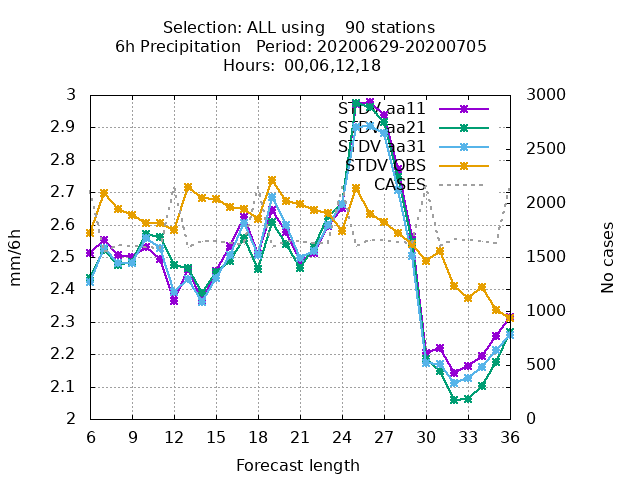 Selection: ALL using    90 stations
6h Precipitation   Period: 20200629-20200705
Hours: 00,06,12,18
3
2.9
2.8
2.7
2.6
2.5
2.4
2.3
2.2
2.1
2
3000
2500
2000
1500
1000
500
0
mm/6h
No cases
STDV aa11
STDV aa21
STDV aa31
STDV OBS
CASES
6 9 12 15 18 21 24 27 30 33 36
Forecast length